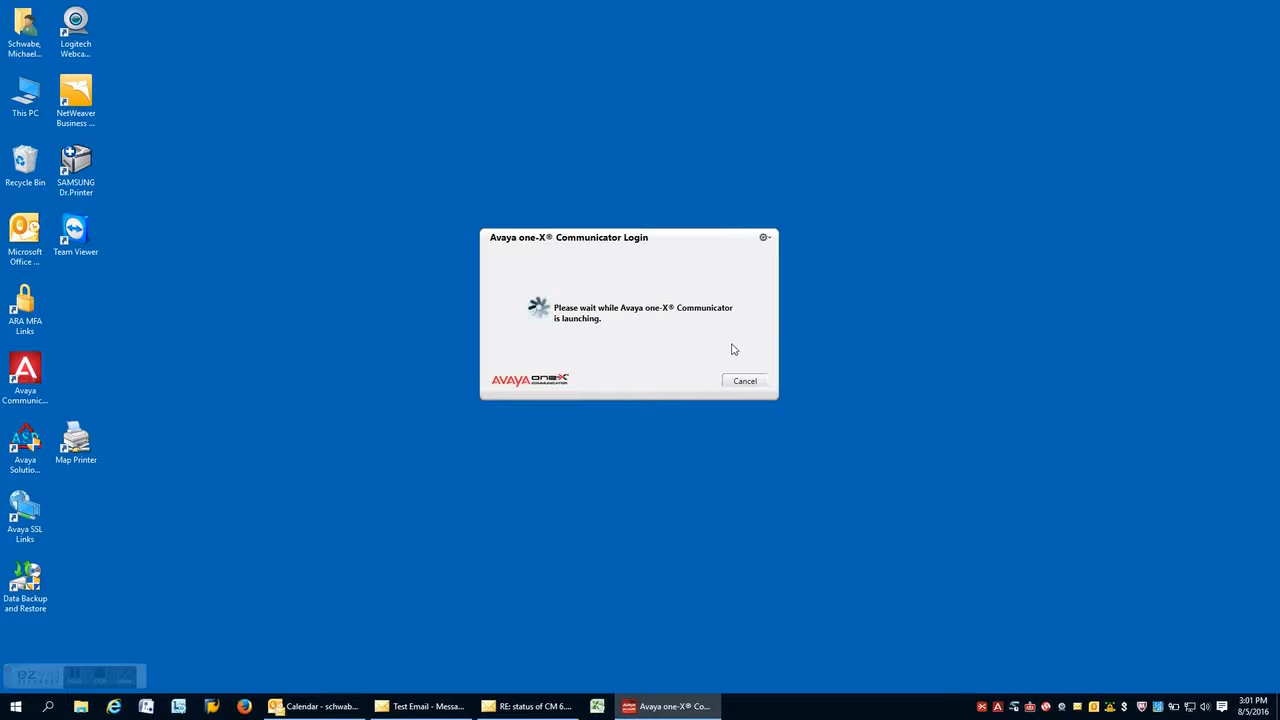 Schwabe,
Michael...
Logitech
Webca...
This PC
NetWeaver
Business ...
Recycle Bin
SAMSUNG
Dr.Printer
Microsoft
Office ...
Team Viewer
ARA MFA
Links
Avaya
Communic...
Avaya
Solutio...
Map Printer
Avaya SSL
Links
Data Backup
and Restore
Avaya one-X® Communicator Login
Please wait while Avaya one-X® Communicator
is launching.
AVAYA one-X®
COMMUNICATOR
Cancel
Calendar - schwab...
Test Email - Messa...
RE: status of CM 6....
Avaya one-X® Co...
3:01 PM
8/5/2016